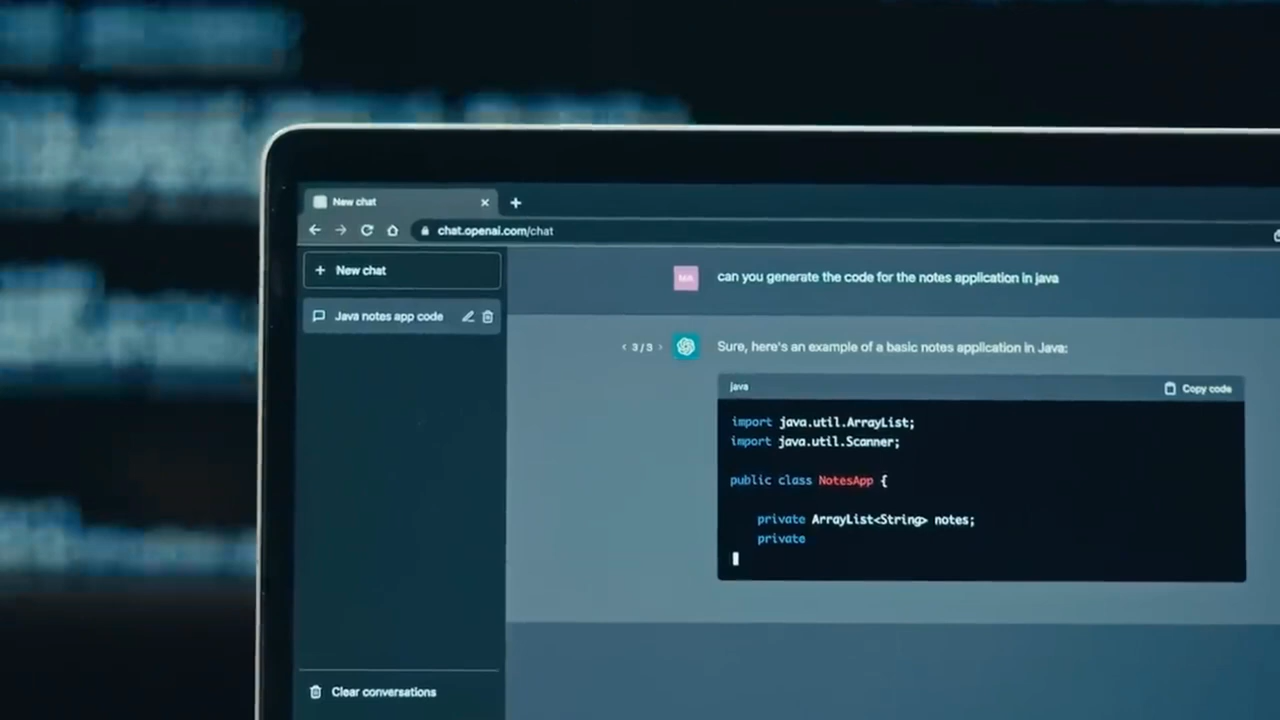 New chat
chat.openai.com/chat
New chat
Java notes app code
Clear conversations
MA
can you generate the code for the notes application in java
3/3
Sure, here's an example of a basic notes application in Java:
java
Copy code
import java.util.ArrayList;
import java.util.Scanner;
public class NotesApp {
private ArrayList<String> notes;
private